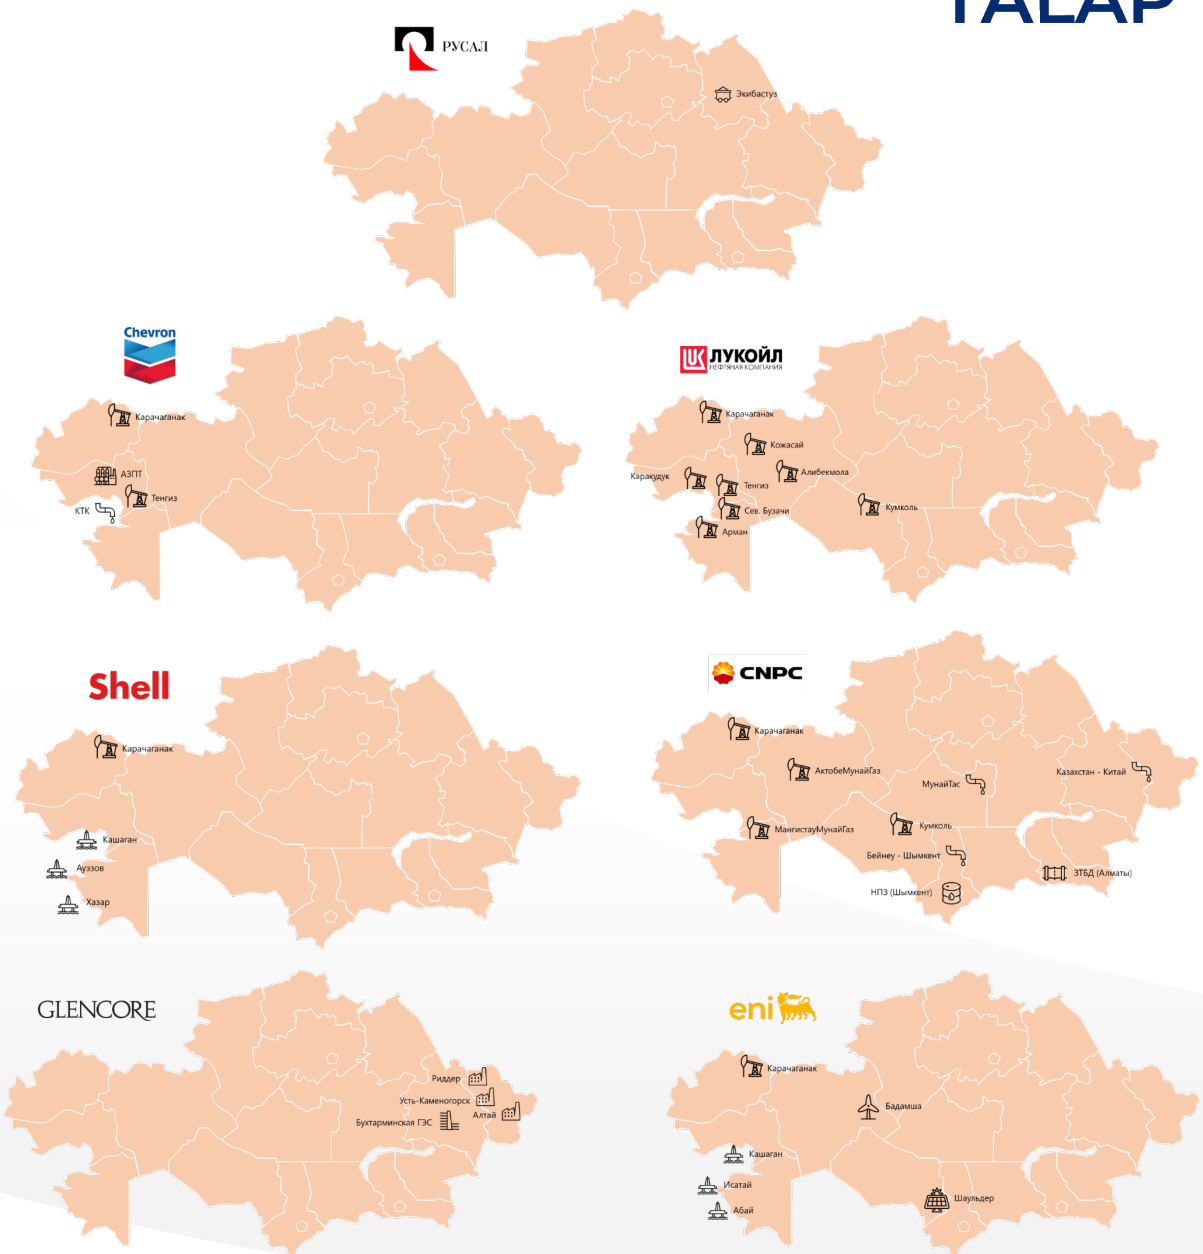 TALAP
РУСАЛ
Экибастуз
Chevron
Карачаганак
АЗПТ
Тенгиз
КТК
LUK ЛУКОЙЛ
НЕФТЯНАЯ КОМПАНИЯ
Карачаганак
Кожасай
Каракудук
Алибекмола
Тенгиз
Сев. Бузачи
Кумколь
Арман
Shell
Карачаганак
Кашаган
Ауэзов
Хазар
CNPC
Карачаганак
АктобеМунайГаз
МунайТас
Казахстан - Китай
МангистауМунайГаз
Кумколь
Бейнеу - Шымкент
ЗТБД (Алматы)
НПЗ (Шымкент)
GLENCORE
Риддер
Усть-Каменогорск
Алтай
Бухтарминская ГЭС
eni
Карачаганак
Бадамша
Кашаган
Исатай
Абай
Шаульдер